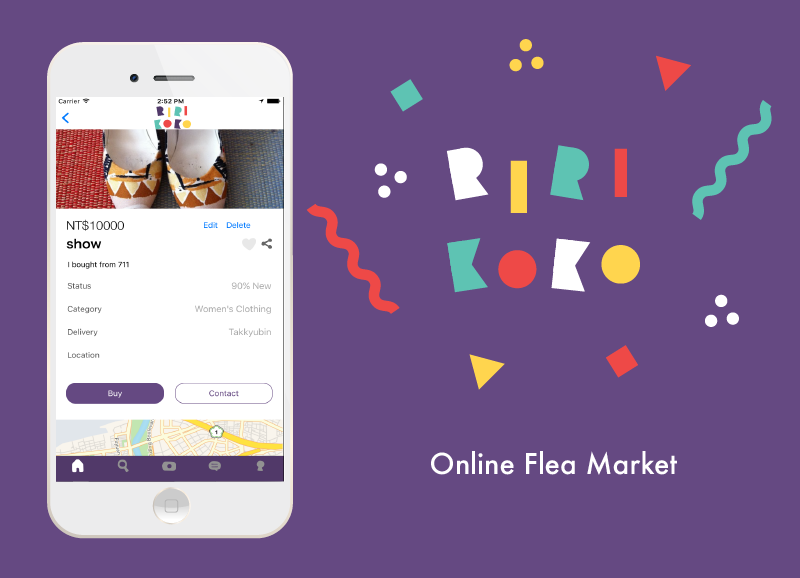 Carrier 2:52 PM
RIRI
KOKO
NT$10000 Edit Delete
show
I bought from 711
Status 90% New
Category Women's Clothing
Delivery Takkyubin
Location
Buy Contact
1
RIRI
KOKO
Online Flea Market